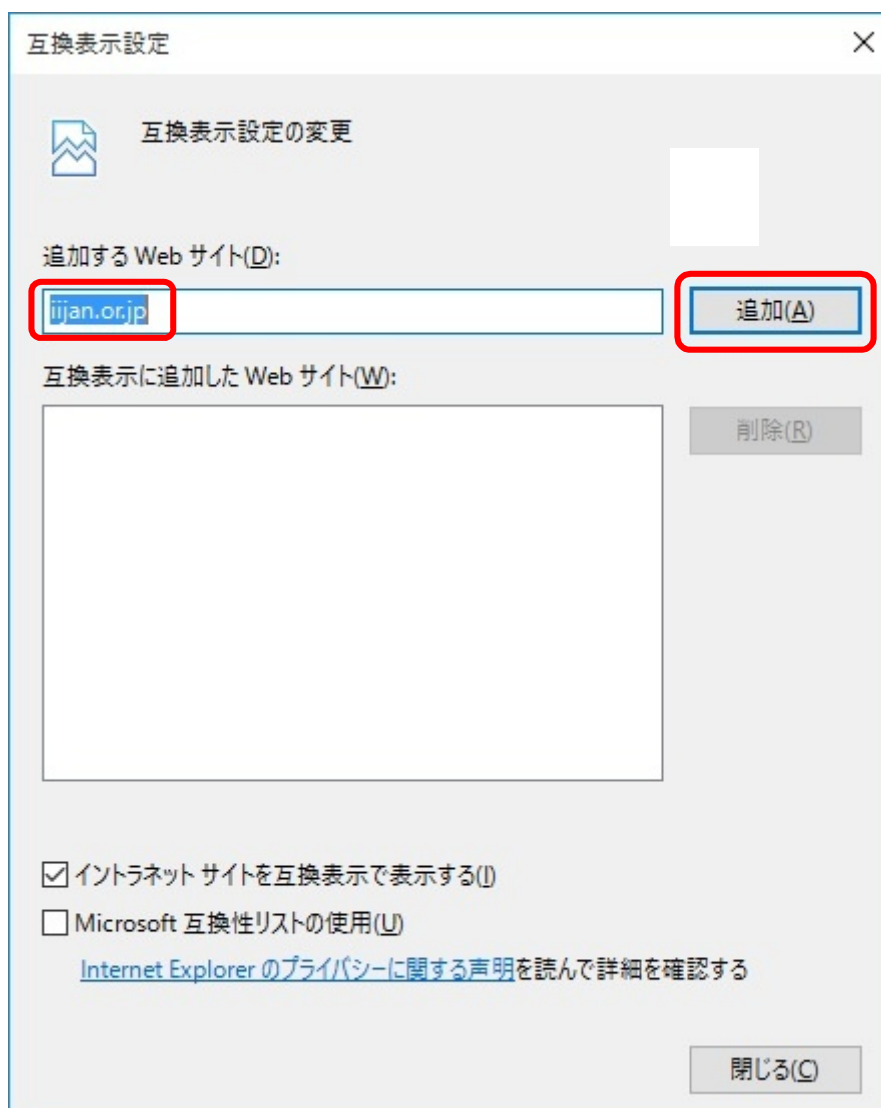 互換表示設定
互換表示設定の変更
追加する Web サイト(D):
iijan.or.jp
追加(A)
互換表示に追加した Web サイト(W):
削除(R)
イントラネット サイトを互換表示で表示する(I)
Microsoft 互換性リストの使用(U)
Internet Explorer のプライバシーに関する声明を読んで詳細を確認する
閉じる(C)